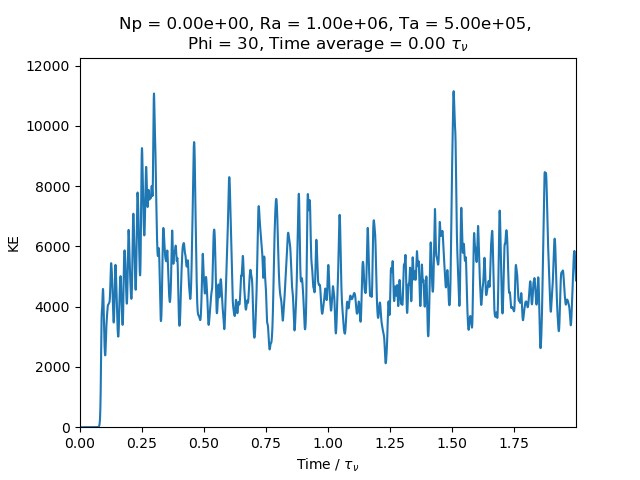 Np = 0.00e+00, Ra = 1.00e+06, Ta = 5.00e+05,
Phi = 30, Time average = 0.00 τν
12000
10000
8000
6000
4000
2000
0
KE
0.00 0.25 0.50 0.75 1.00 1.25 1.50 1.75
Time / τν